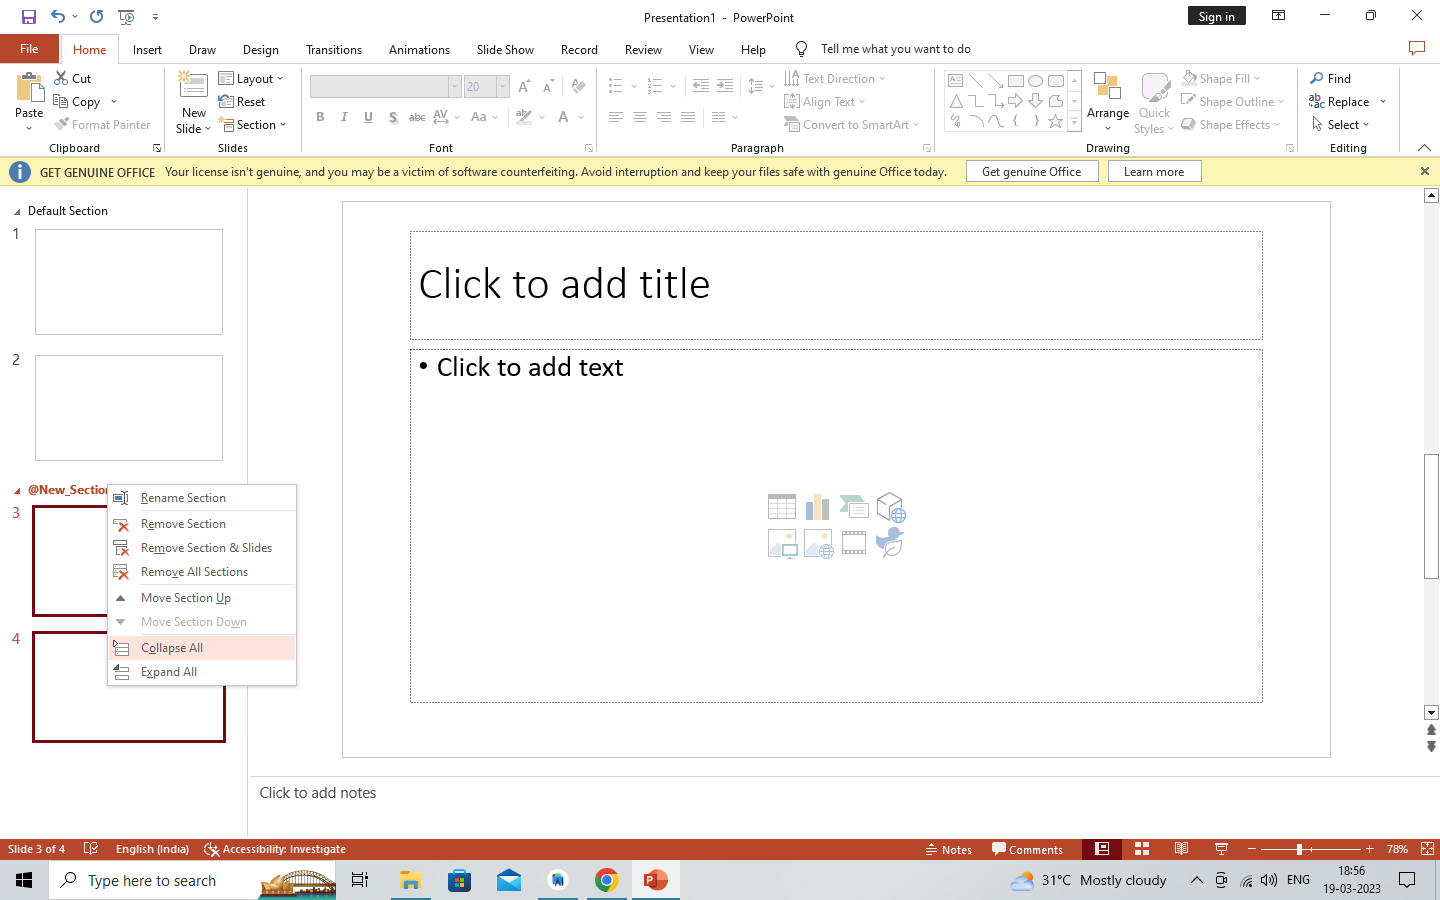 Presentation1 - PowerPoint
Sign in
File Home Insert Draw Design Transitions Animations Slide Show Record Review View Help Tell me what you want to do
Paste
Cut
Copy
Format Painter
Clipboard
New Slide
Layout
Reset
Section
Slides
20
Font
Text Direction
Align Text
Convert to SmartArt
Paragraph
Arrange
Quick Styles
Shape Fill
Shape Outline
Shape Effects
Drawing
Find
Replace
Select
Editing
GET GENUINE OFFICE Your license isn't genuine, and you may be a victim of software counterfeiting. Avoid interruption and keep your files safe with genuine Office today. Get genuine Office Learn more
Default Section
1
2
@New_Section
3
4
Rename Section
Remove Section
Remove Section & Slides
Remove All Sections
Move Section Up
Move Section Down
Collapse All
Expand All
Click to add title
• Click to add text
Click to add notes
Slide 3 of 4 English (India) Accessibility: Investigate Notes Comments 78%
Type here to search
31°C Mostly cloudy
ENG
18:56
19-03-2023